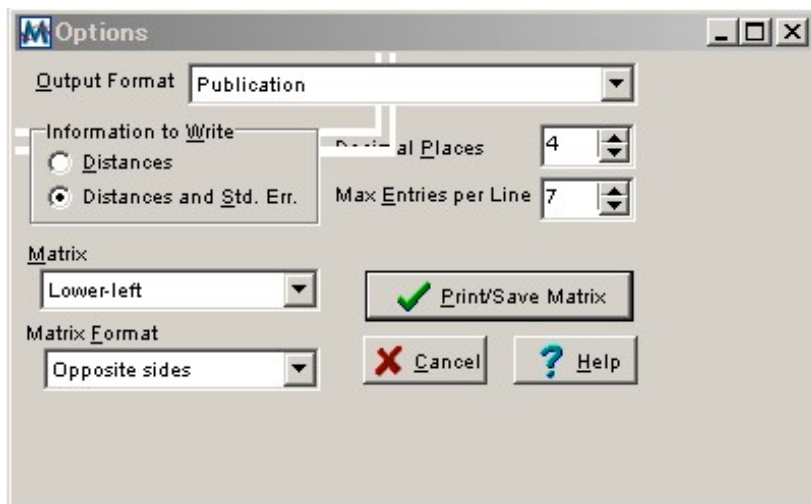 Options
Output Format Publication
Information to Write
Distances
Distances and Std. Err.
Decimal Places 4
Max Entries per Line 7
Matrix
Lower-left
Matrix Format
Opposite sides
Print/Save Matrix
Cancel
Help